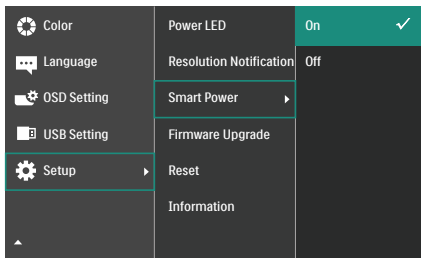 Color
Language
OSD Setting
USB Setting
Setup
Power LED
Resolution Notification
Smart Power
Firmware Upgrade
Reset
Information
On
Off